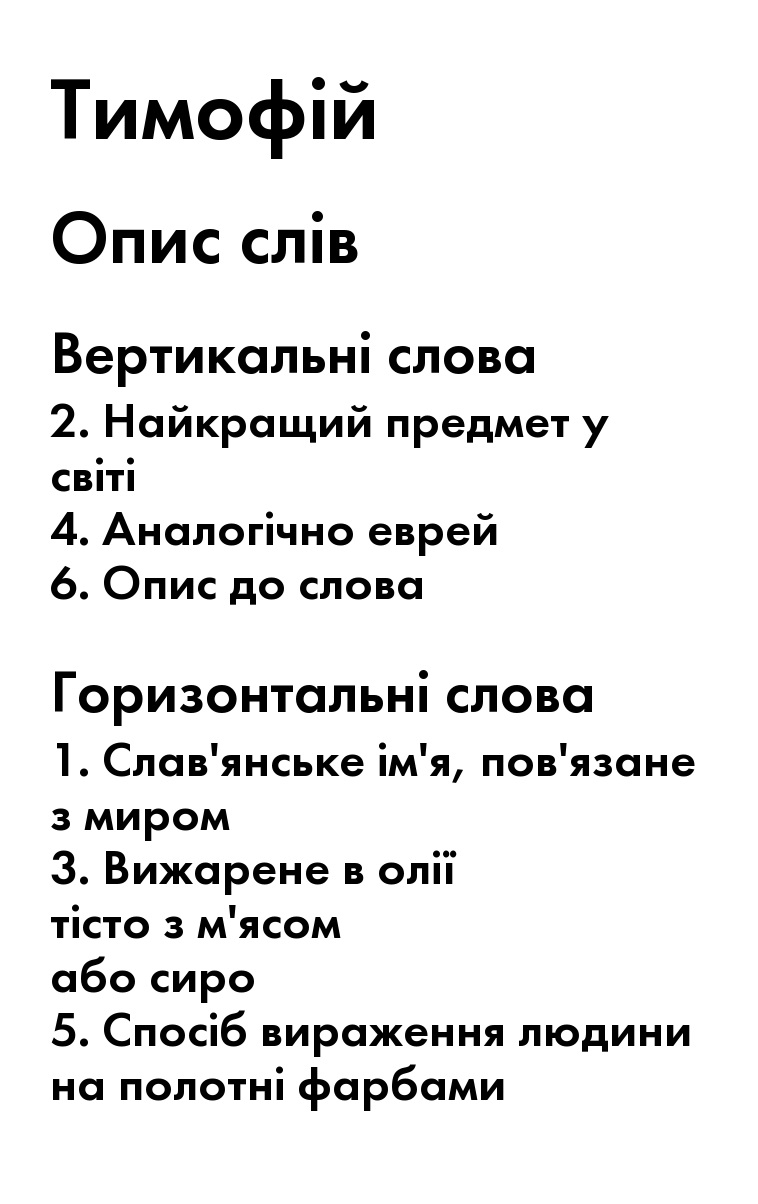 Тимофій
Опис слів
Вертикальні слова
2. Найкращий предмет у
світі
4. Аналогічно еврей
6. Опис до слова
Горизонтальні слова
1. Слав'янське ім'я, пов'язане
з миром
3. Вижарене в олії
тісто з м'ясом
або сиро
5. Спосіб вираження людини
на полотні фарбами